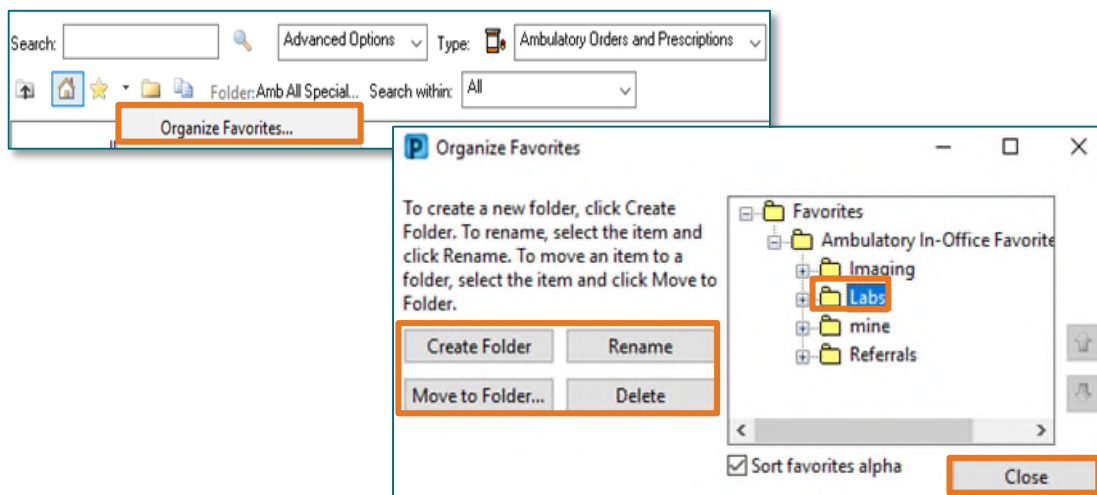 Search: Advanced Options Type: Ambulatory Orders and Prescriptions
Folder: Amb All Special... Search within: All
Organize Favorites...
P Organize Favorites
To create a new folder, click Create
Folder. To rename, select the item and
click Rename. To move an item to a
folder, select the item and click Move to
Folder.
Create Folder Rename
Move to Folder... Delete
Favorites
Ambulatory In-Office Favorite
Imaging
Labs
mine
Referrals
Sort favorites alpha
Close